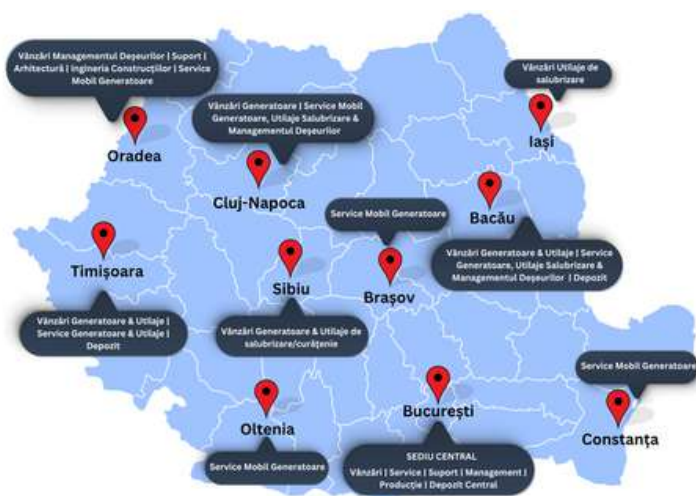 Vânzări Managementul Deșeurilor | Suport |
Arhitectură | Ingineria Construcțiilor | Service
Mobil Generatoare
Oradea
Vânzări Generatoare | Service Mobil
Generatoare, Utilaje Salubrizare &
Managementul Deșeurilor
Cluj-Napoca
Vânzări Utilaje de
salubrizare
Iași
Bacău
Vânzări Generatoare & Utilaje | Service
Generatoare, Utilaje Salubrizare &
Managementul Deșeurilor | Depozit
Service Mobil Generatoare
Brașov
Timișoara
Vânzări Generatoare & Utilaje |
Service Generatoare & Utilaje |
Depozit
Sibiu
Vânzări Generatoare & Utilaje de
salubrizare/curățenie
Service Mobil Generatoare
Constanța
Oltenia
Service Mobil Generatoare
București
SEDIU CENTRAL
Vânzări | Service | Suport | Management |
Producție | Depozit Central